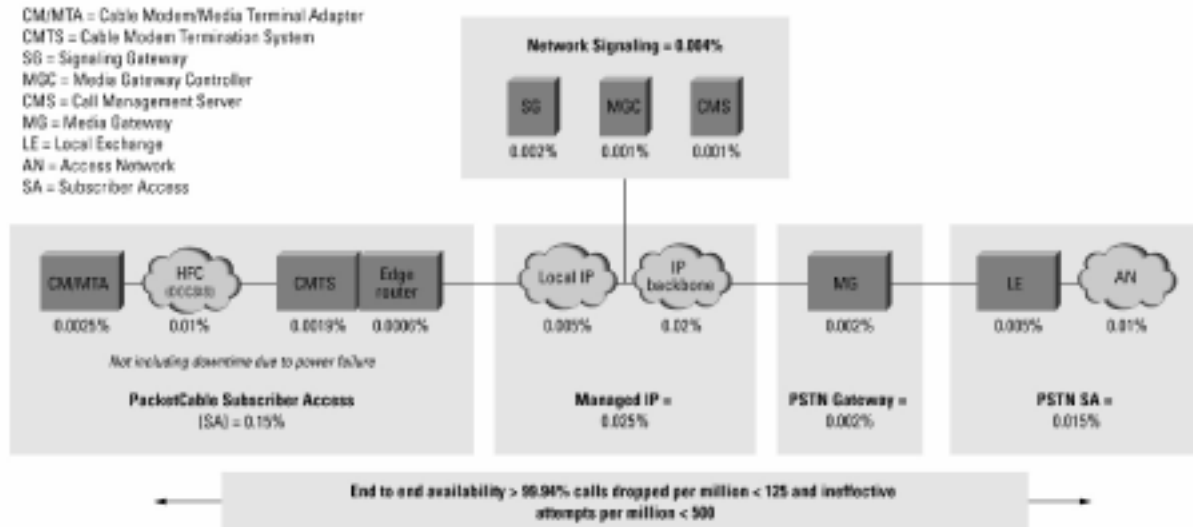 CM/MTA = Cable Modem/Media Terminal Adapter
CMTS = Cable Modem Termination System
SG = Signaling Gateway
MGC = Media Gateway Controller
CMS = Call Management Server
MG = Media Gateway
LE = Local Exchange
AN = Access Network
SA = Subscriber Access
Network Signaling = 0.004%
SG
MGC
CMS
0.002%
0.001%
0.001%
CM/MTA
HFC
(DOCSIS)
CMTS
Edge
router
Local IP
IP
backbone
MG
LE
AN
0.0025%
0.01%
0.0019%
0.0006%
0.005%
0.02%
0.002%
0.005%
0.01%
Not including downtime due to power failure
PacketCable Subscriber Access
(SA) = 0.15%
Managed IP =
0.025%
PSTN Gateway =
0.002%
PSTN SA =
0.015%
End to end availability > 99.94% calls dropped per million < 125 and ineffective
attempts per million < 500